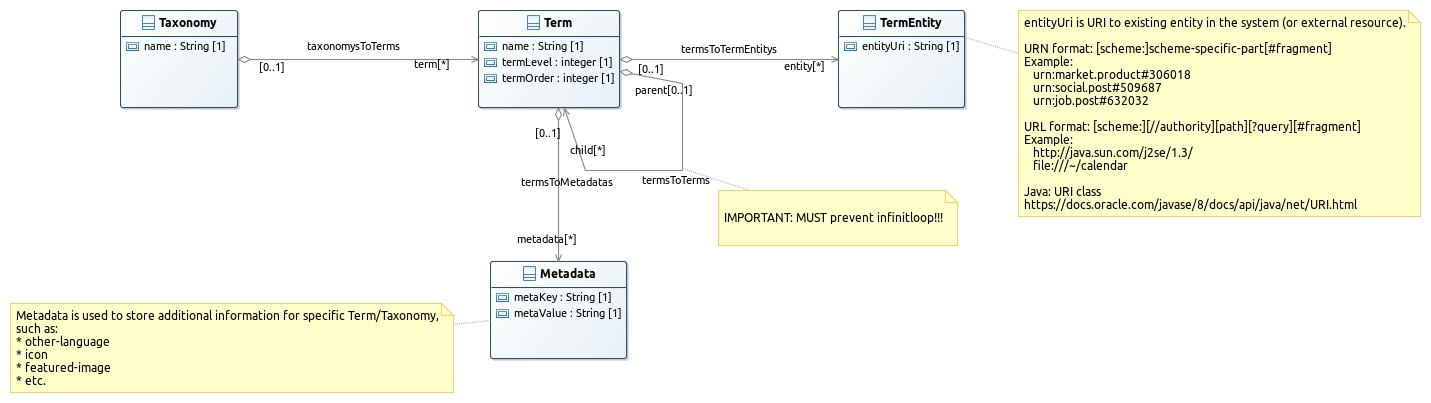 Taxonomy
name : String [1]
taxonomysToTerms
[0..1]
term[*]
Term
name : String [1]
termLevel : integer [1]
termOrder : integer [1]
termsToTermEntitys
[0..1]
entity[*]
parent[0..1]
TermEntity
entityUri : String [1]
entityUri is URI to existing entity in the system (or external resource).
URN format: [scheme:]scheme-specific-part[#fragment]
Example:
urn:market.product#306018
urn:social.post#509687
urn:job.post#632032
URL format: [scheme:][//authority][path][?query][#fragment]
Example:
http://java.sun.com/j2se/1.3/
file:///~/calendar
Java: URI class
https://docs.oracle.com/javase/8/docs/api/java/net/URI.html
[0..1]
child[*]
termsToMetadatas
termsToTerms
IMPORTANT: MUST prevent infinitloop!!!
metadata[*]
Metadata
metaKey : String [1]
metaValue : String [1]
Metadata is used to store additional information for specific Term/Taxonomy,
such as:
* other-language
* icon
* featured-image
* etc.